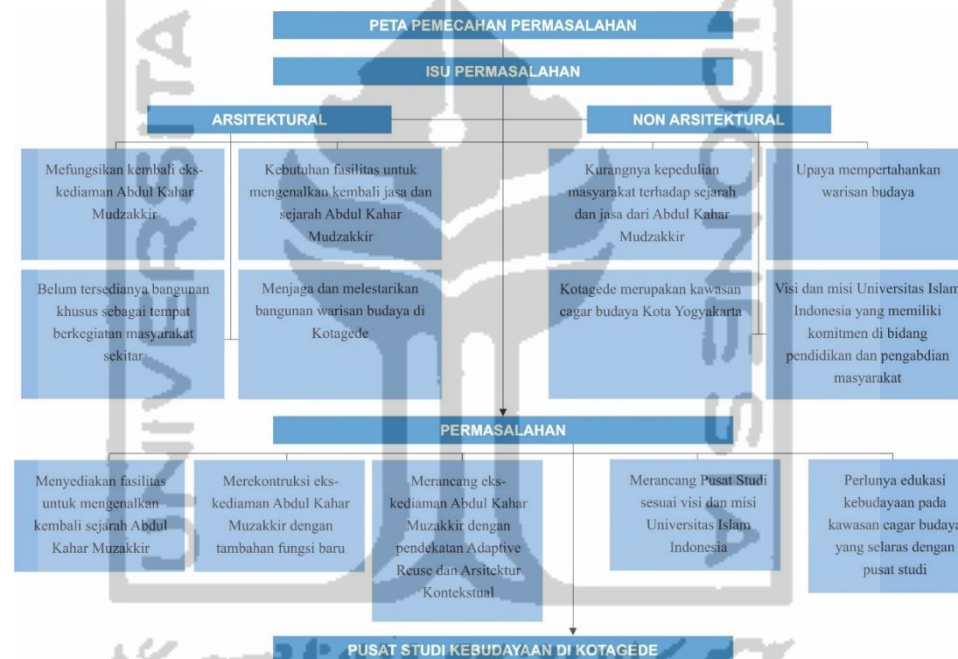 PETA PEMECAHAN PERMASALAHAN
ISU PERMASALAHAN
ARSITEKTURAL
NON ARSITEKTURAL
Mefungsikan kembali eks-
kediaman Abdul Kahar
Mudzakkir
Kebutuhan fasilitas untuk
mengenalkan kembali jasa dan
sejarah Abdul Kahar
Mudzakkir
Kurangnya kepedulian
masyarakat terhadap sejarah
dan jasa dari Abdul Kahar
Mudzakkir
Upaya mempertahankan
warisan budaya
Belum tersedianya bangunan
khusus sebagai tempat
berkegiatan masyarakat
sekitar
Menjaga dan melestarikan
bangunan warisan budaya di
Kotagede
Kotagede merupakan kawasan
cagar budaya Kota Yogyakarta
Visi dan misi Universitas Islam
Indonesia yang memiliki
komitmen di bidang
pendidikan dan pengabdian
masyarakat
PERMASALAHAN
Menyediakan fasilitas
untuk mengenalkan
kembali sejarah Abdul
Kahar Muzakkir
Merekontruksi eks-
kediaman Abdul Kahar
Muzakkir dengan
tambahan fungsi baru
Merancang eks-
kediaman Abdul Kahar
Muzakkir dengan
pendekatan Adaptive
Reuse dan Arsitektur
Kontekstual
Merancang Pusat Studi
sesuai visi dan misi
Universitas Islam
Indonesia
Perlunya edukasi
kebudayaan pada
kawasan cagar budaya
yang selaras dengan
pusat studi
PUSAT STUDI KEBUDAYAAN DI KOTAGEDE
UNIVERSITA